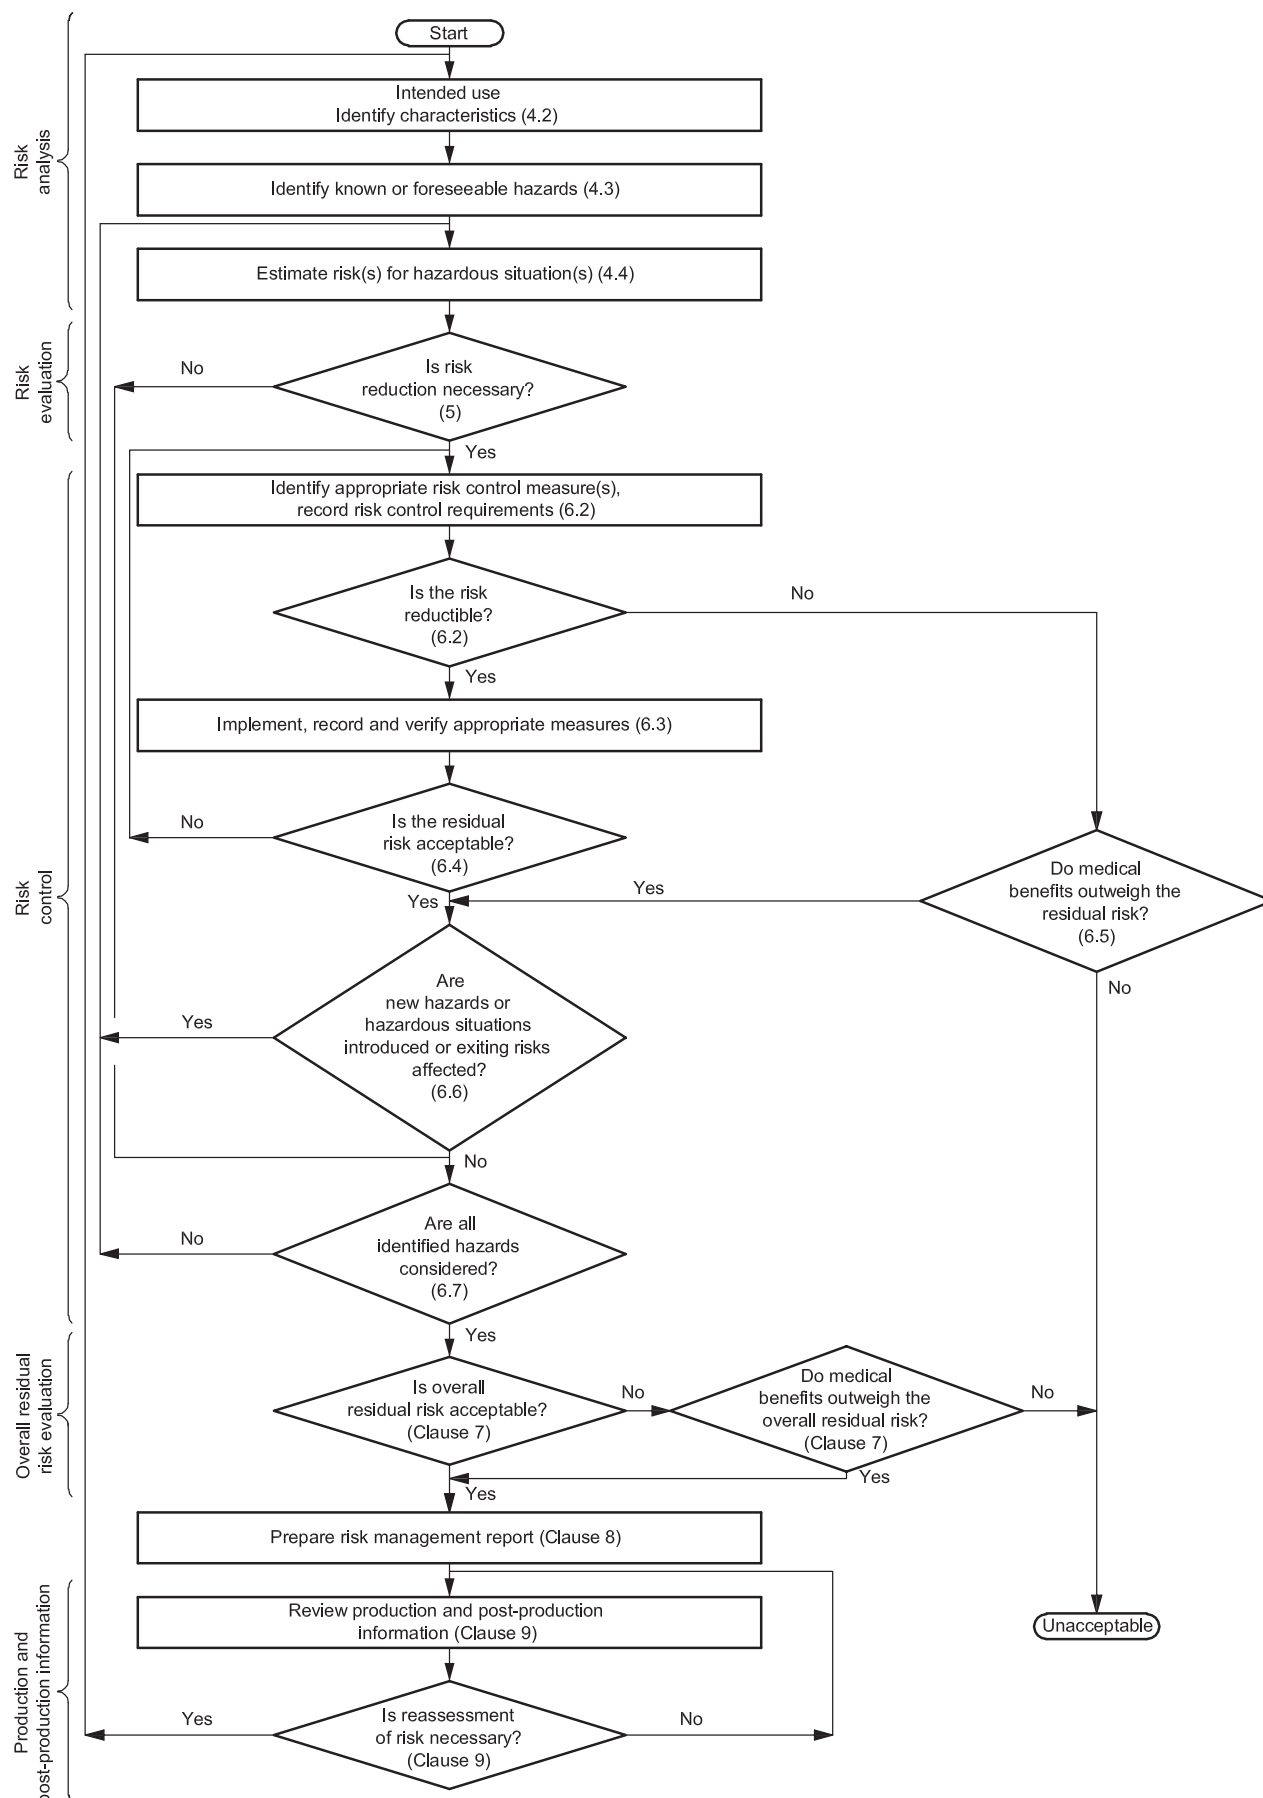 Start
Intended use
Identify characteristics (4.2)
Identify known or foreseeable hazards (4.3)
Estimate risk(s) for hazardous situation(s) (4.4)
Risk
analysis
Is risk
reduction necessary?
(5)
No
Yes
Risk
evaluation
Identify appropriate risk control measure(s),
record risk control requirements (6.2)
Is the risk
reductible?
(6.2)
No
Yes
Implement, record and verify appropriate measures (6.3)
Is the residual
risk acceptable?
(6.4)
No
Yes
Do medical
benefits outweigh the
residual risk?
(6.5)
Yes
No
Risk
control
Are
new hazards or
hazardous situations
introduced or exiting risks
affected?
(6.6)
Yes
No
Are all
identified hazards
considered?
(6.7)
No
Yes
Overall residual
risk evaluation
Is overall
residual risk acceptable?
(Clause 7)
No
Yes
Do medical
benefits outweigh the
overall residual risk?
(Clause 7)
No
Yes
Prepare risk management report (Clause 8)
Review production and post-production
information (Clause 9)
Unacceptable
Production and
post-production information
Is reassessment
of risk necessary?
(Clause 9)
Yes
No